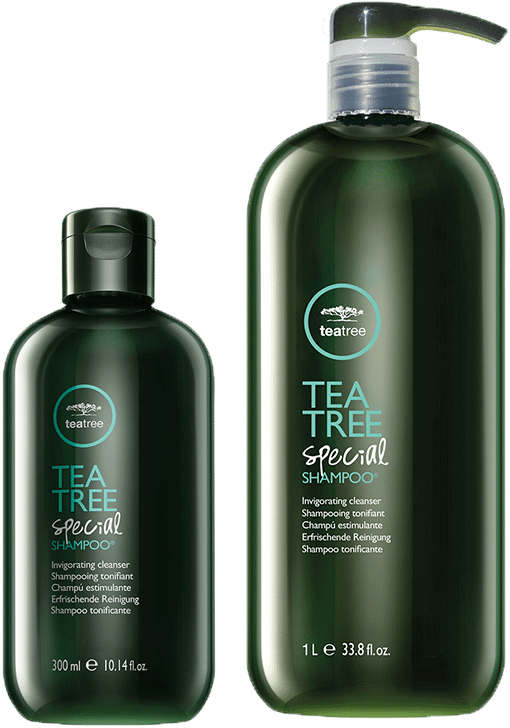 teatree
TEA
TREE
special
SHAMPOO®
Invigorating cleanser
Shampooing tonifiant
Champú estimulante
Erfrischende Reinigung
Shampoo tonificante
300 ml ℮ 10.14 fl. oz.
teatree
TEA
TREE
special
SHAMPOO®
Invigorating cleanser
Shampooing tonifiant
Champú estimulante
Erfrischende Reinigung
Shampoo tonificante
1 L ℮ 33.8 fl. oz.